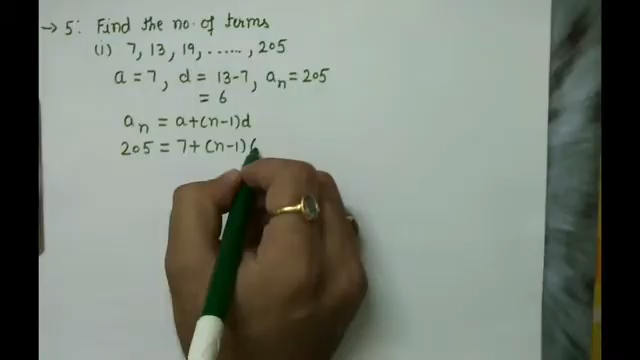 → 5: Find the no. of terms
(i) 7, 13, 19, ......, 205
a = 7, d = 13-7, an = 205
= 6
an = a+(n-1)d
205 = 7+(n-1)(